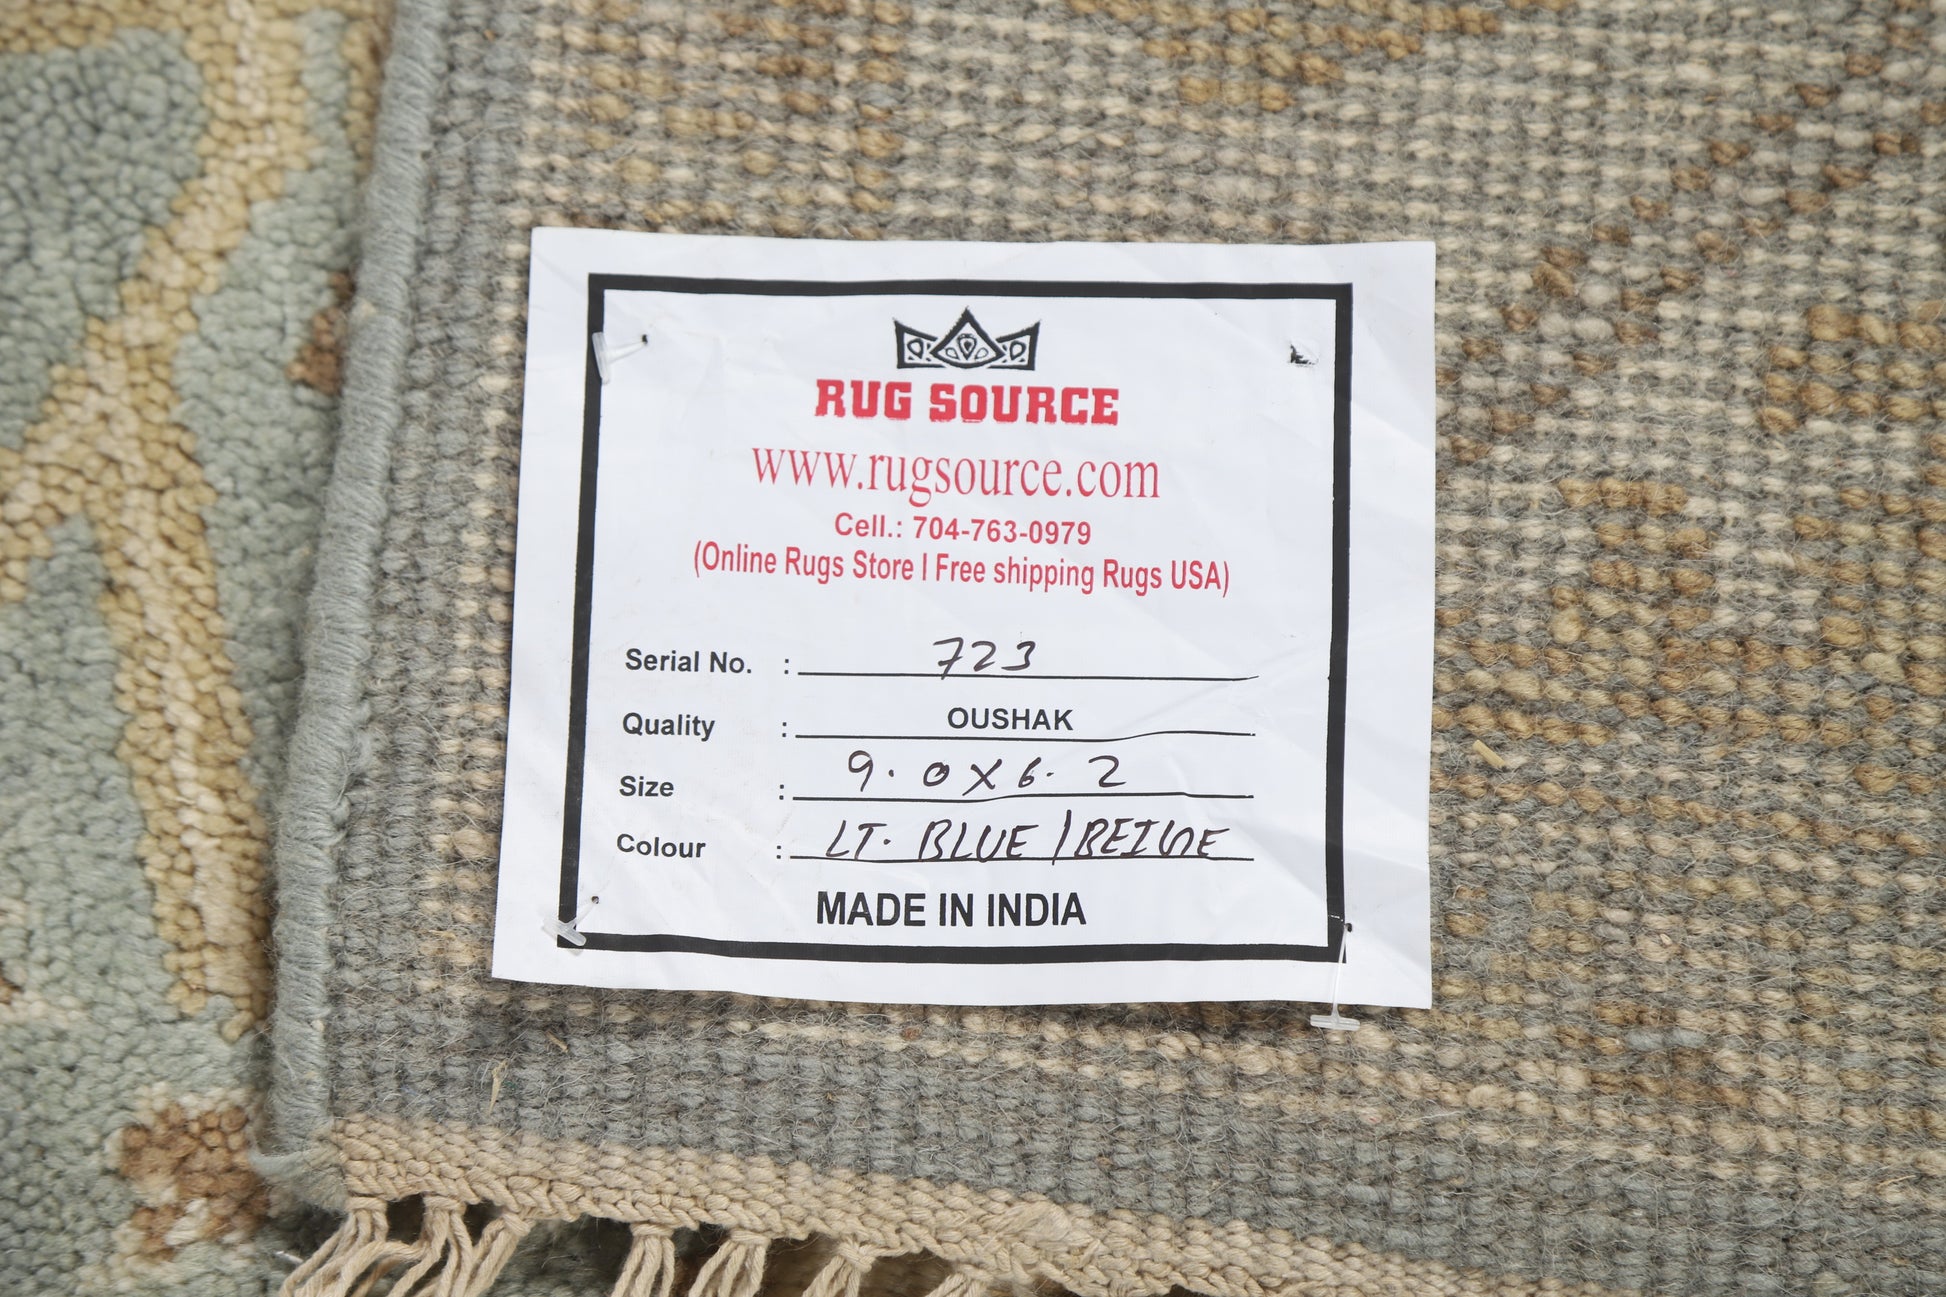 RUG SOURCE
www.rugsource.com
Cell.: 704-763-0979
(Online Rugs Store I Free shipping Rugs USA)
Serial No. : 723
Quality : OUSHAK
Size : 9.0X6.2
Colour : LT. BLUE/BEIGE
MADE IN INDIA